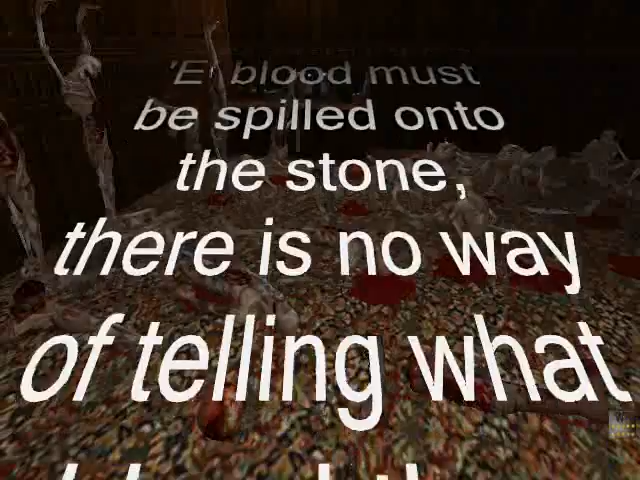 blood must
be spilled onto
the stone,
there is no way
of telling what